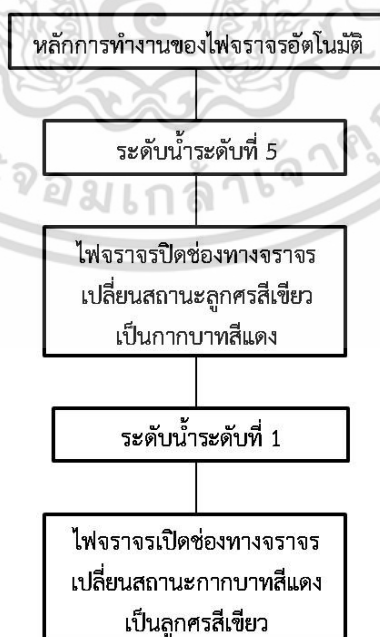 หลักการทำงานของไฟจราจรอัตโนมัติ
ระดับน้ำระดับที่ 5
ไฟจราจรปิดช่องทางจราจร
เปลี่ยนสถานะลูกศรสีเขียว
เป็นกากบาทสีแดง
ระดับน้ำระดับที่ 1
ไฟจราจรเปิดช่องทางจราจร
เปลี่ยนสถานะกากบาทสีแดง
เป็นลูกศรสีเขียว